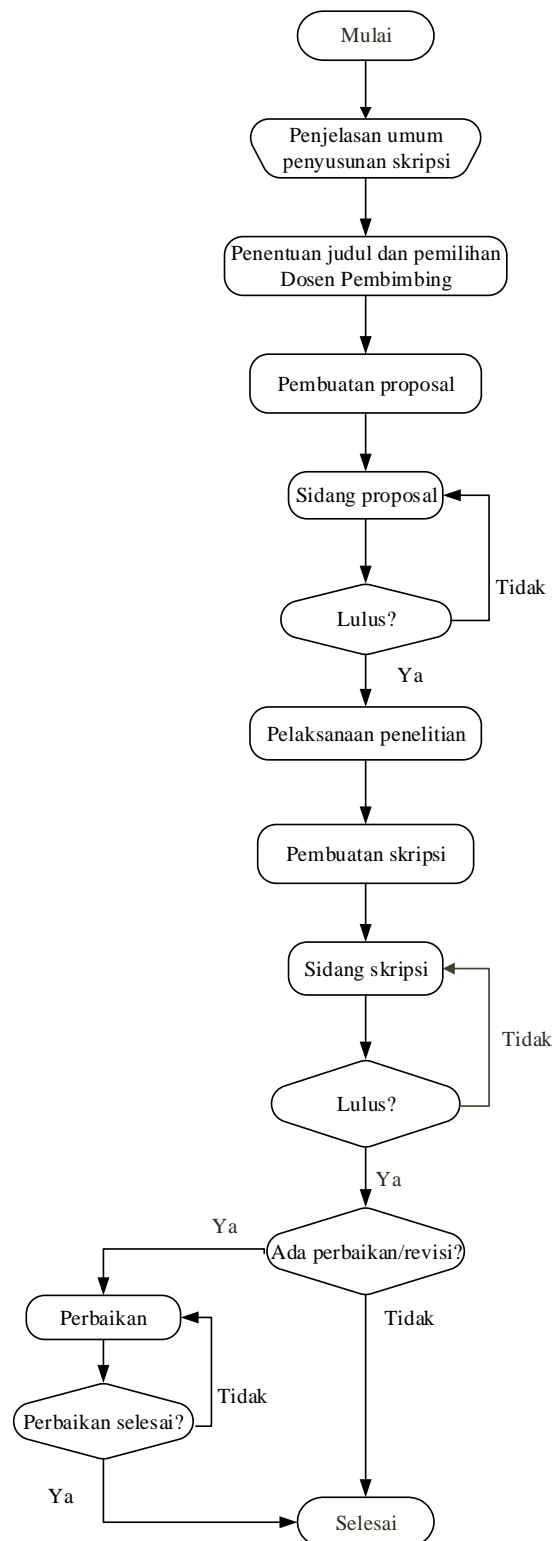 Mulai
Penjelasan umum
penyusunan skripsi
Penentuan judul dan pemilihan
Dosen Pembimbing
Pembuatan proposal
Sidang proposal
Tidak
Lulus?
Ya
Pelaksanaan penelitian
Pembuatan skripsi
Sidang skripsi
Tidak
Lulus?
Ya
Ya
Ada perbaikan/revisi?
Perbaikan
Tidak
Tidak
Perbaikan selesai?
Ya
Selesai